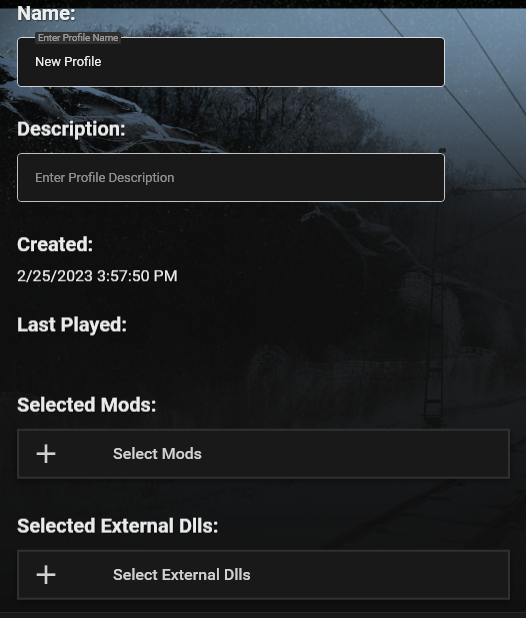 Name:
Enter Profile Name
New Profile
Description:
Enter Profile Description
Created:
2/25/2023 3:57:50 PM
Last Played:
Selected Mods:
Select Mods
Selected External Dlls:
Select External Dlls